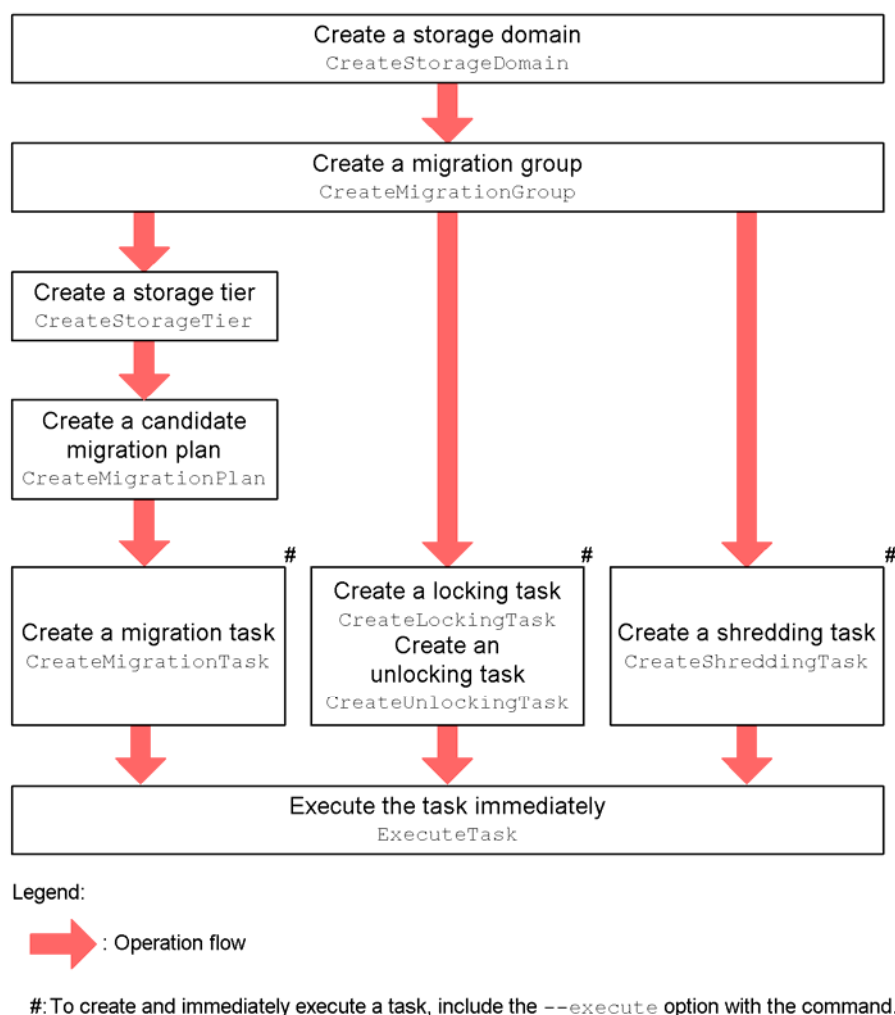 Create a storage domain
CreateStorageDomain
Create a migration group
CreateMigrationGroup
Create a storage tier
CreateStorageTier
Create a candidate
migration plan
CreateMigrationPlan
#
Create a migration task
CreateMigrationTask
#
Create a locking task
CreateLockingTask
Create an
unlocking task
CreateUnlockingTask
#
Create a shredding task
CreateShreddingTask
Execute the task immediately
ExecuteTask
Legend:
: Operation flow
#: To create and immediately execute a task, include the --execute option with the command.